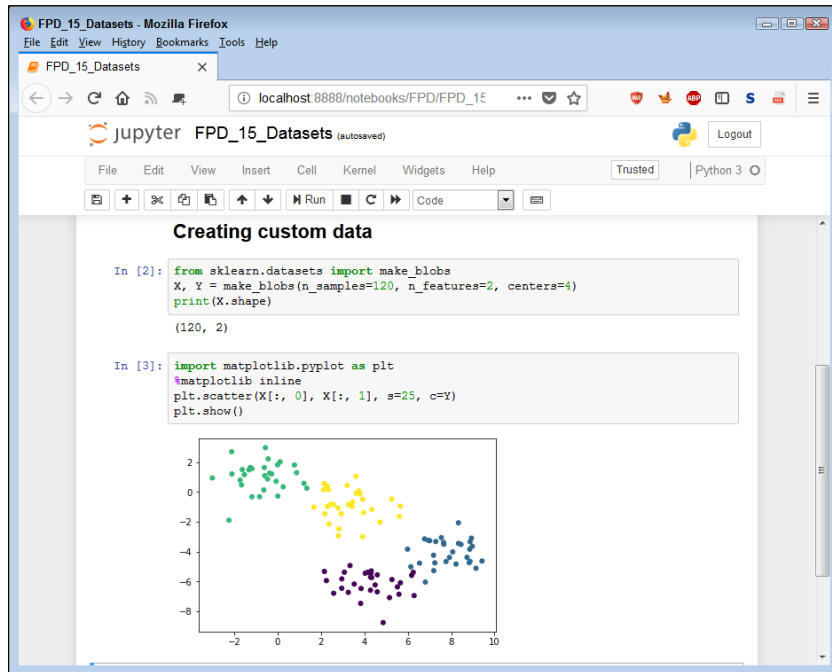 FPD_15_Datasets - Mozilla Firefox
File Edit View History Bookmarks Tools Help
FPD_15_Datasets
localhost:8888/notebooks/FPD/FPD_15
ABP
S
jupyter FPD_15_Datasets (autosaved)
Logout
File Edit View Insert Cell Kernel Widgets Help
Trusted
Python 3
Run
Code
Creating custom data
In [2]: from sklearn.datasets import make_blobs
X, Y = make_blobs(n_samples=120, n_features=2, centers=4)
print(X.shape)
(120, 2)
In [3]: import matplotlib.pyplot as plt
%matplotlib inline
plt.scatter(X[:, 0], X[:, 1], s=25, c=Y)
plt.show()
2
0
−2
−4
−6
−8
−2 0 2 4 6 8 10